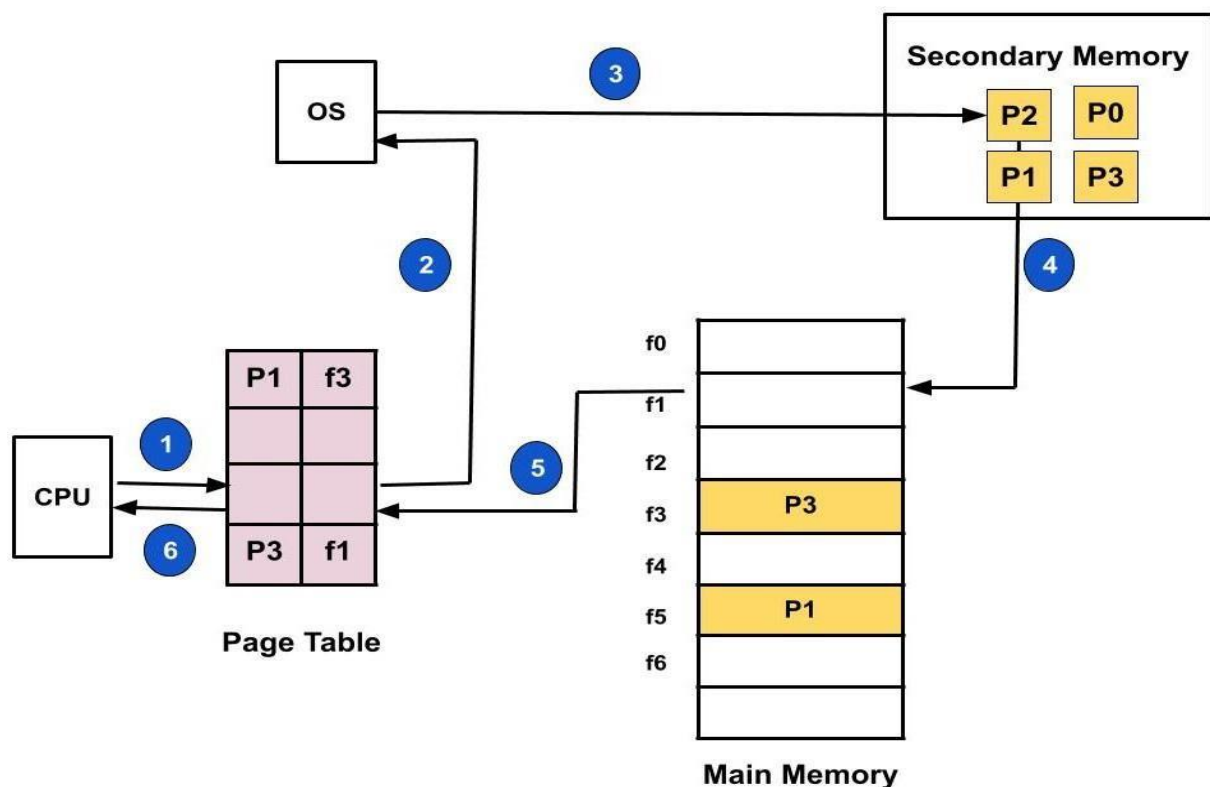 Secondary Memory
3
OS
P2 P0
P1 P3
2
4
f0
P1 f3
f1
1
5
f2
CPU
P3
f3
6
P3 f1
f4
P1
f5
Page Table
f6
Main Memory